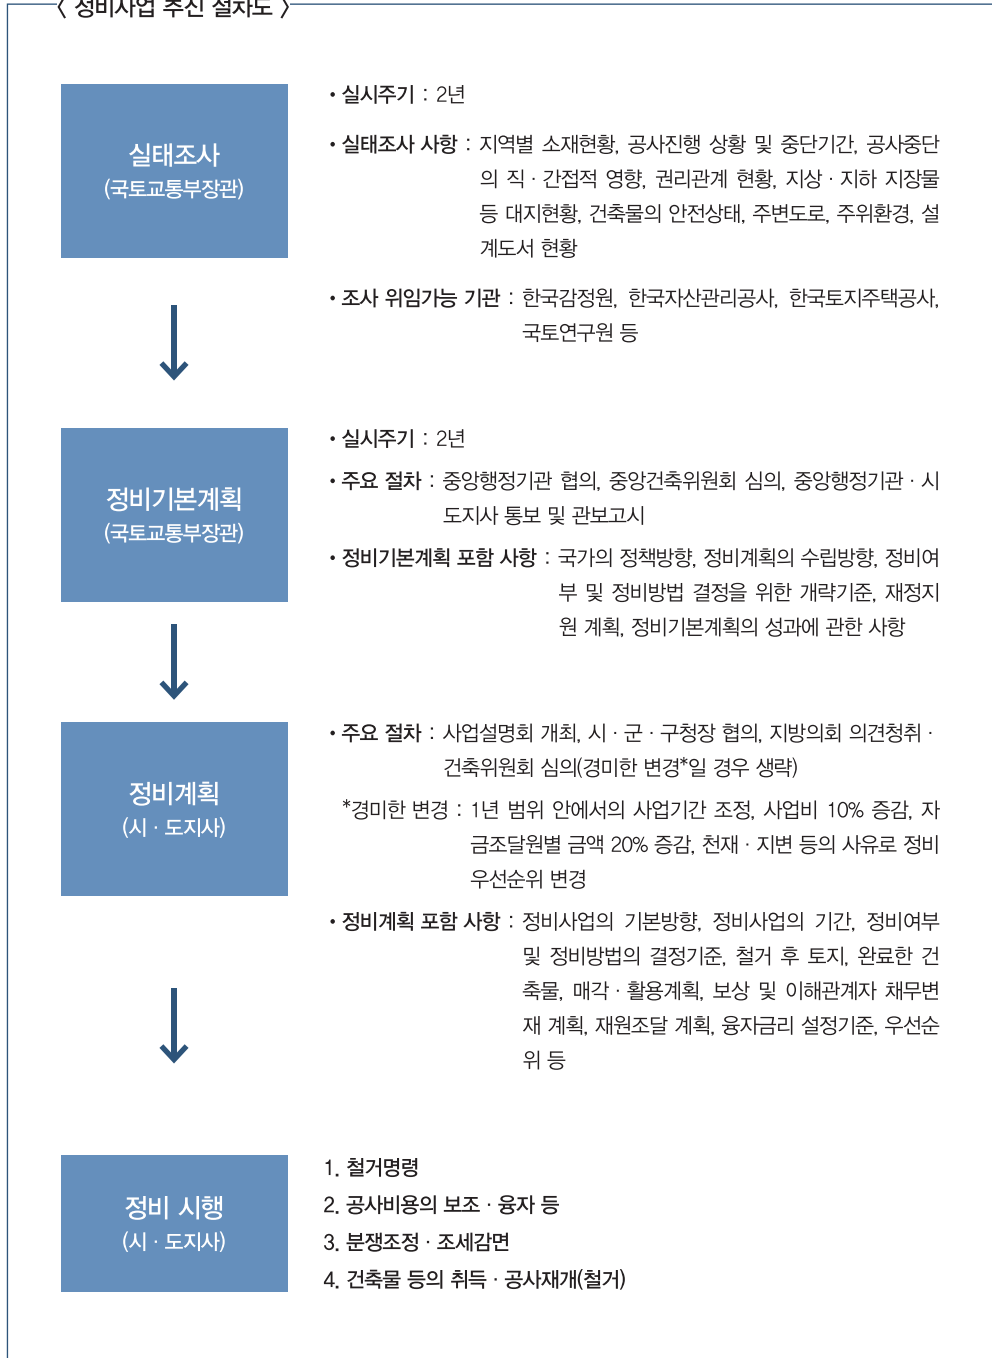 〈 정비사업 추진 절차도 〉
실태조사
(국토교통부장관)
• 실시주기 : 2년
• 실태조사 사항 : 지역별 소재현황, 공사진행 상황 및 중단기간, 공사중단
의 직 · 간접적 영향, 권리관계 현황, 지상 · 지하 지장물
등 대지현황, 건축물의 안전상태, 주변도로, 주위환경, 설
계도서 현황
• 조사 위임가능 기관 : 한국감정원, 한국자산관리공사, 한국토지주택공사,
국토연구원 등
정비기본계획
(국토교통부장관)
• 실시주기 : 2년
• 주요 절차 : 중앙행정기관 협의, 중앙건축위원회 심의, 중앙행정기관 · 시
도지사 통보 및 관보고시
• 정비기본계획 포함 사항 : 국가의 정책방향, 정비계획의 수립방향, 정비여
부 및 정비방법 결정을 위한 개략기준, 재정지
원 계획, 정비기본계획의 성과에 관한 사항
정비계획
(시 · 도지사)
• 주요 절차 : 사업설명회 개최, 시 · 군 · 구청장 협의, 지방의회 의견청취 ·
건축위원회 심의(경미한 변경*일 경우 생략)
*경미한 변경 : 1년 범위 안에서의 사업기간 조정, 사업비 10% 증감, 자
금조달원별 금액 20% 증감, 천재 · 지변 등의 사유로 정비
우선순위 변경
• 정비계획 포함 사항 : 정비사업의 기본방향, 정비사업의 기간, 정비여부
및 정비방법의 결정기준, 철거 후 토지, 완료한 건
축물, 매각 · 활용계획, 보상 및 이해관계자 채무변
재 계획, 재원조달 계획, 융자금리 설정기준, 우선순
위 등
정비 시행
(시 · 도지사)
1. 철거명령
2. 공사비용의 보조 · 융자 등
3. 분쟁조정 · 조세감면
4. 건축물 등의 취득 · 공사재개(철거)